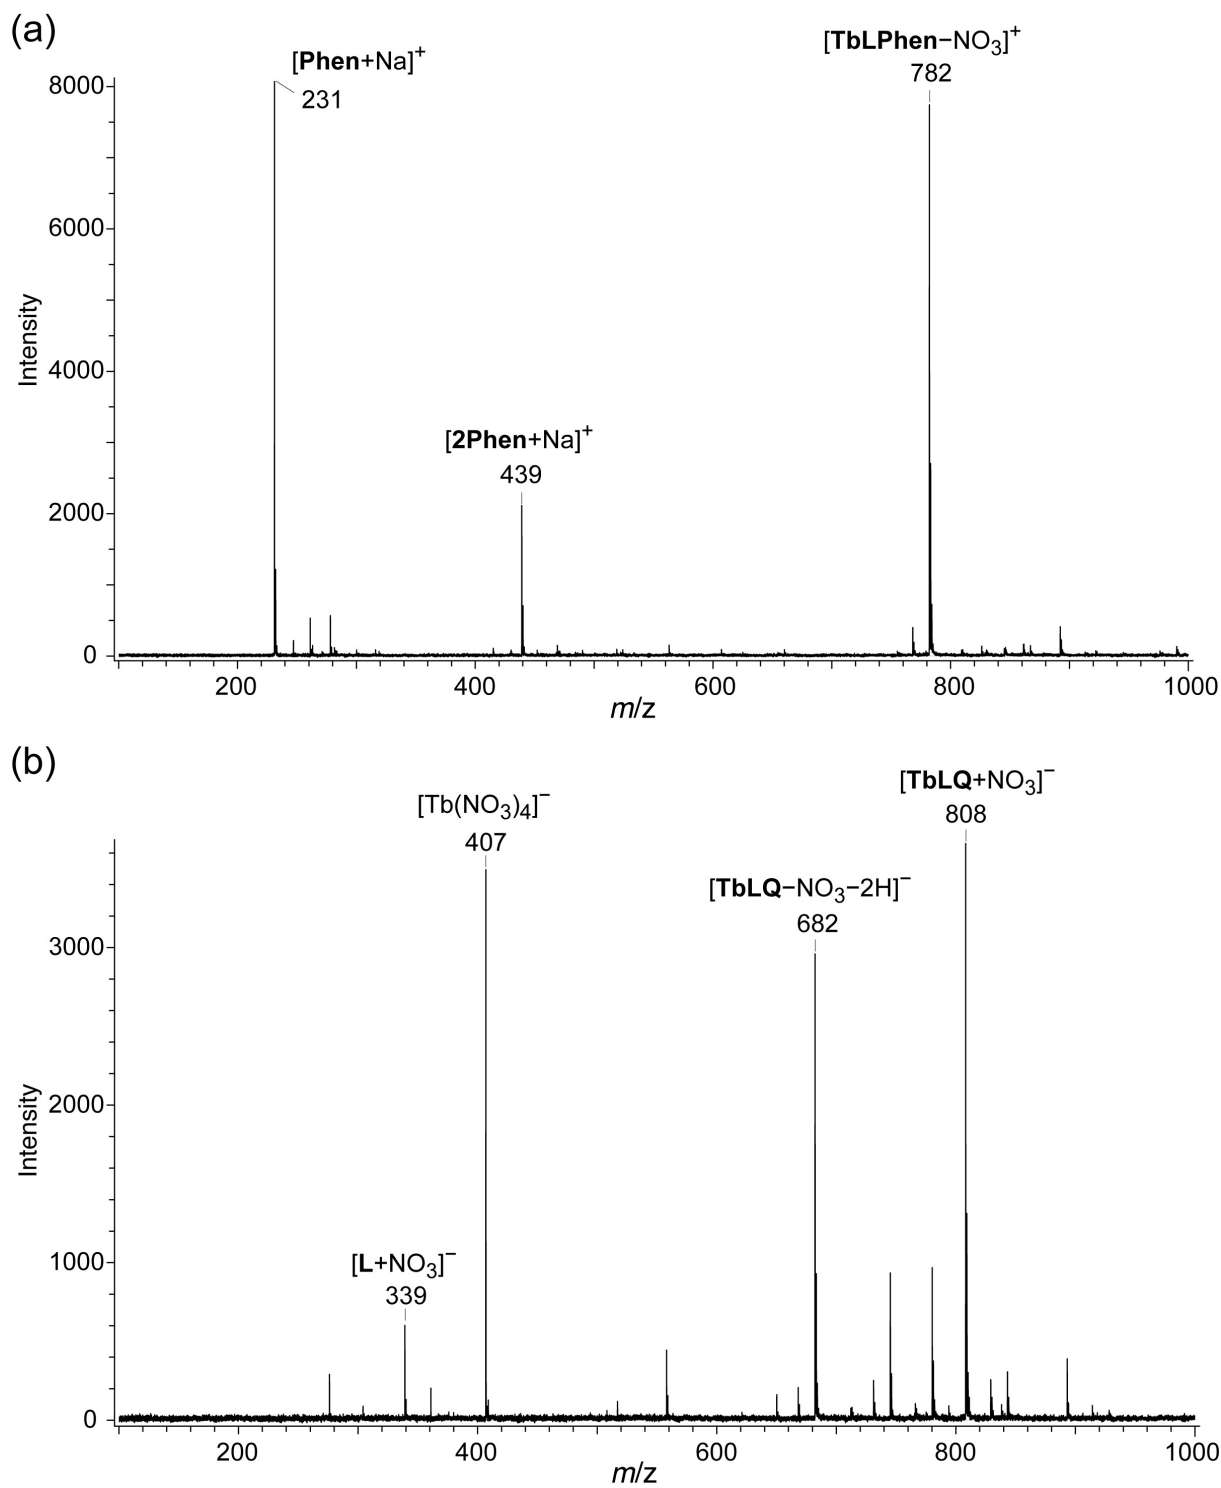 (a)
[TbLPhen−NO₃]⁺
782
[Phen+Na]⁺
231
8000
6000
4000
2000
0
Intensity
[2Phen+Na]⁺
439
200
400
600
800
1000
m/z
(b)
[TbLQ+NO₃]⁻
808
[Tb(NO₃)₄]⁻
407
[TbLQ−NO₃−2H]⁻
682
3000
2000
1000
0
Intensity
[L+NO₃]⁻
339
200
400
600
800
1000
m/z